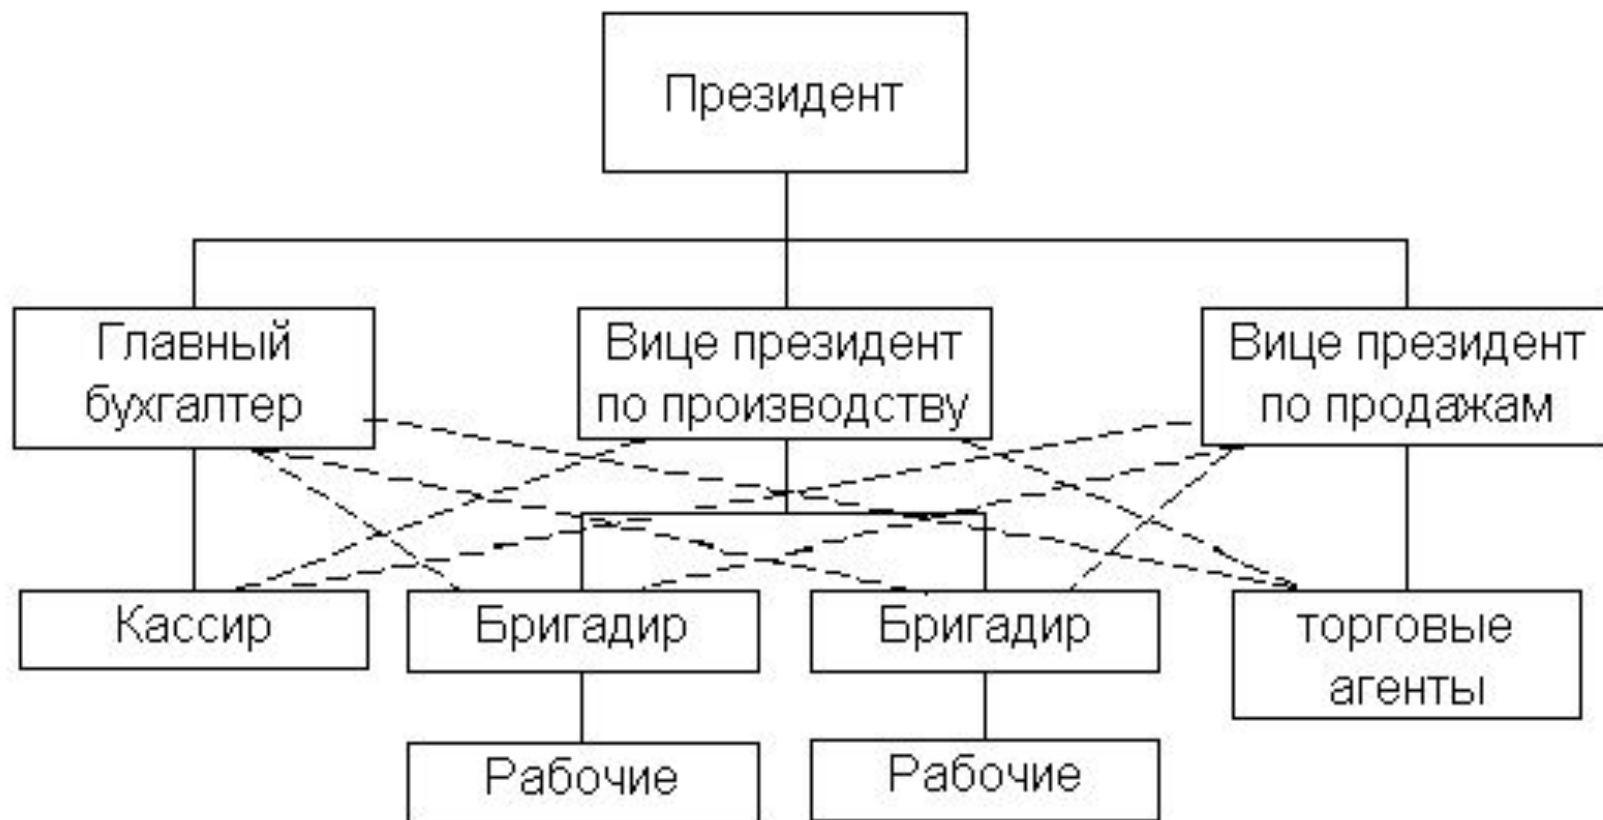 Президент
Главный
бухгалтер
Вице президент
по производству
Вице президент
по продажам
Кассир
Бригадир
Бригадир
торговые
агенты
Рабочие
Рабочие